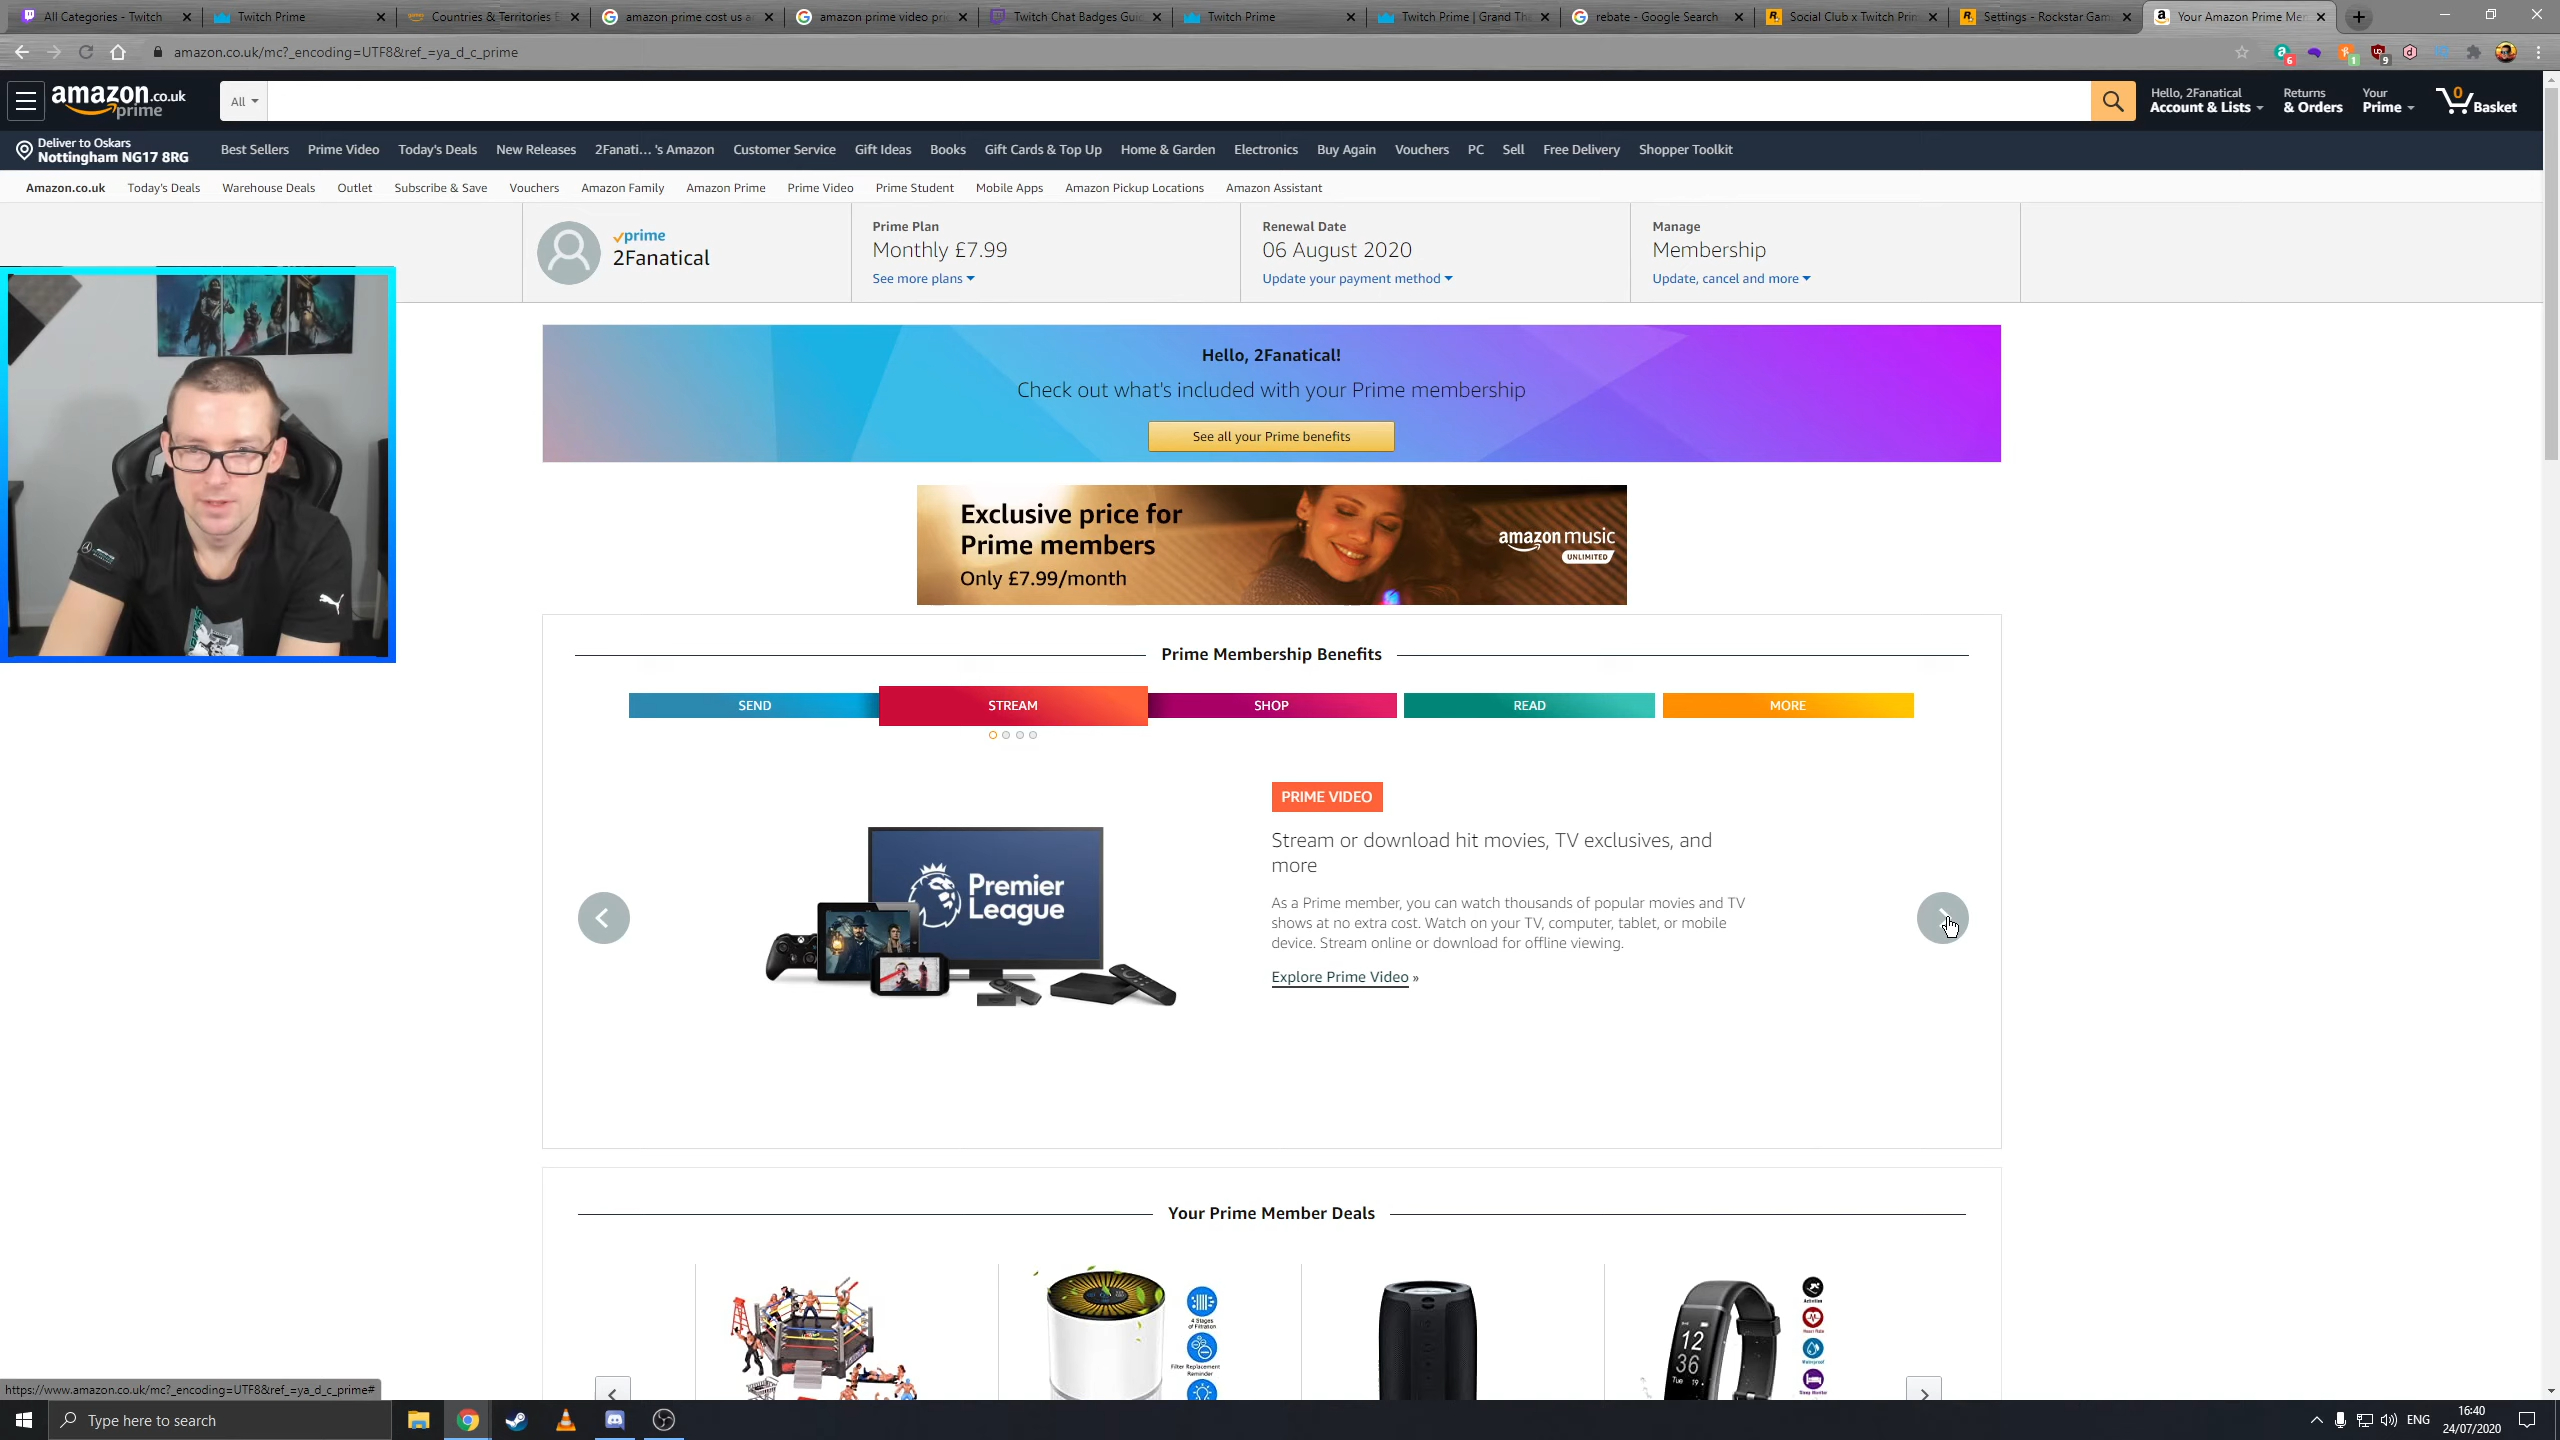 All Categories - Twitch
Twitch Prime
Countries & Territories E
amazon prime cost us a
amazon prime video pri
Twitch Chat Badges Gui
Twitch Prime
Twitch Prime | Grand Th
rebate - Google Search
Social Club x Twitch Prin
Settings - Rockstar Gam
Your Amazon Prime Me
amazon.co.uk/mc?_encoding=UTF8&ref_=ya_d_c_prime
amazon.co.uk
prime
All
Hello, 2Fanatical
Account & Lists
Returns
& Orders
Your
Prime
0
Basket
Deliver to Oskars
Nottingham NG17 8RG
Best Sellers
Prime Video
Today's Deals
New Releases
2Fanati... 's Amazon
Customer Service
Gift Ideas
Books
Gift Cards & Top Up
Home & Garden
Electronics
Buy Again
Vouchers
PC
Sell
Free Delivery
Shopper Toolkit
Amazon.co.uk
Today's Deals
Warehouse Deals
Outlet
Subscribe & Save
Vouchers
Amazon Family
Amazon Prime
Prime Video
Prime Student
Mobile Apps
Amazon Pickup Locations
Amazon Assistant
prime
2Fanatical
Prime Plan
Monthly £7.99
See more plans
Renewal Date
06 August 2020
Update your payment method
Manage
Membership
Update, cancel and more
Hello, 2Fanatical!
Check out what's included with your Prime membership
See all your Prime benefits
Exclusive price for
Prime members
Only £7.99/month
amazon music
UNLIMITED
Prime Membership Benefits
SEND
STREAM
SHOP
READ
MORE
PRIME VIDEO
Stream or download hit movies, TV exclusives, and
more
As a Prime member, you can watch thousands of popular movies and TV
shows at no extra cost. Watch on your TV, computer, tablet, or mobile
device. Stream online or download for offline viewing.
Explore Prime Video »
Premier
League
Your Prime Member Deals
4 Stages
of Filtration
Filter Replacement
Reminder
12
36
Tue 19
https://www.amazon.co.uk/mc?_encoding=UTF8&ref_=ya_d_c_prime#
Type here to search
ENG
16:40
24/07/2020